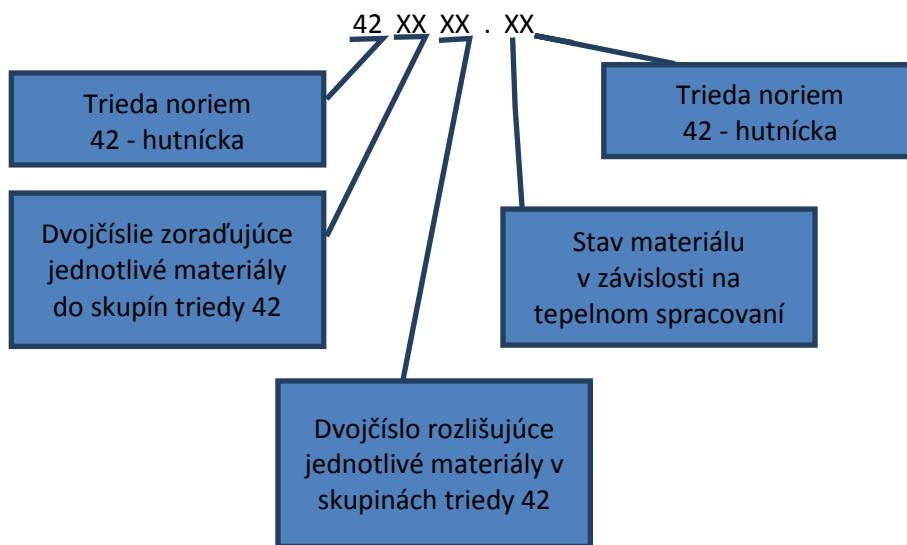 42 XX XX . XX
Trieda noriem
42 - hutnícka
Trieda noriem
42 - hutnícka
Dvojčíslie zoraďujúce
jednotlivé materiály
do skupín triedy 42
Stav materiálu
v závislosti na
tepelnom spracovaní
Dvojčíslo rozlišujúce
jednotlivé materiály v
skupinách triedy 42